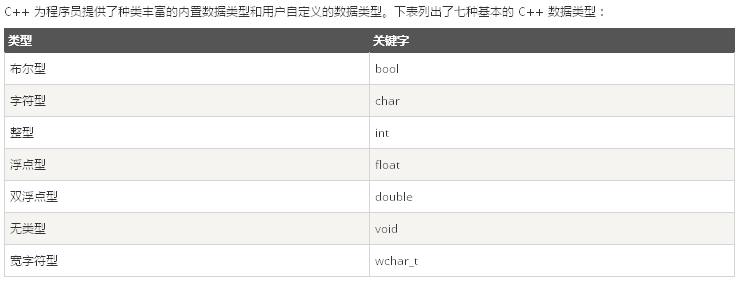 C++ 为程序员提供了种类丰富的内置数据类型和用户自定义的数据类型。下表列出了七种基本的 C++ 数据类型：
类型 关键字
布尔型 bool
字符型 char
整型 int
浮点型 float
双浮点型 double
无类型 void
宽字符型 wchar_t